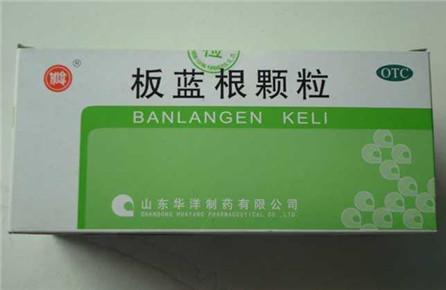 检
OTC
板蓝根颗粒
BANLANGEN KELI
山东华洋制药有限公司
SHANDONG HUAYANG PHARMACEUTICAL CO.,LTD.